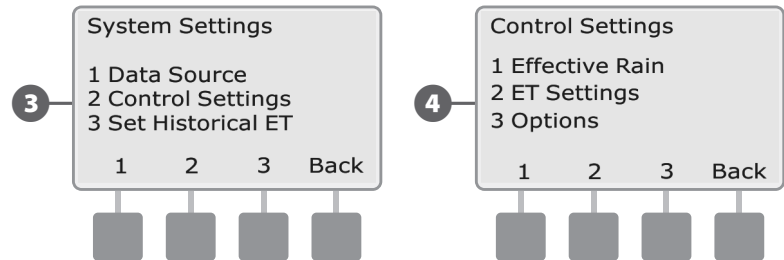 3
System Settings
1 Data Source
2 Control Settings
3 Set Historical ET
1 2 3 Back
4
Control Settings
1 Effective Rain
2 ET Settings
3 Options
1 2 3 Back